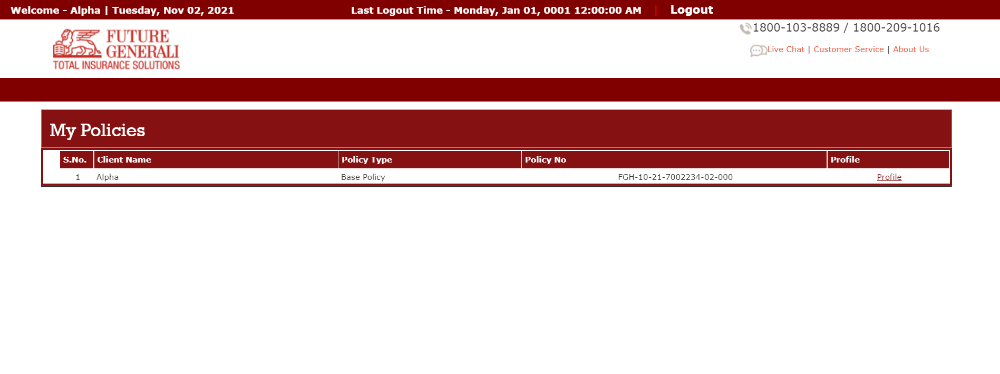 Welcome - Alpha | Tuesday, Nov 02, 2021 Last Logout Time - Monday, Jan 01, 0001 12:00:00 AM | Logout
FUTURE
GENERALI
TOTAL INSURANCE SOLUTIONS
1800-103-8889 / 1800-209-1016
Live Chat | Customer Service | About Us
My Policies
S.No. Client Name Policy Type Policy No Profile
1 Alpha Base Policy FGH-10-21-7002234-02-000 Profile